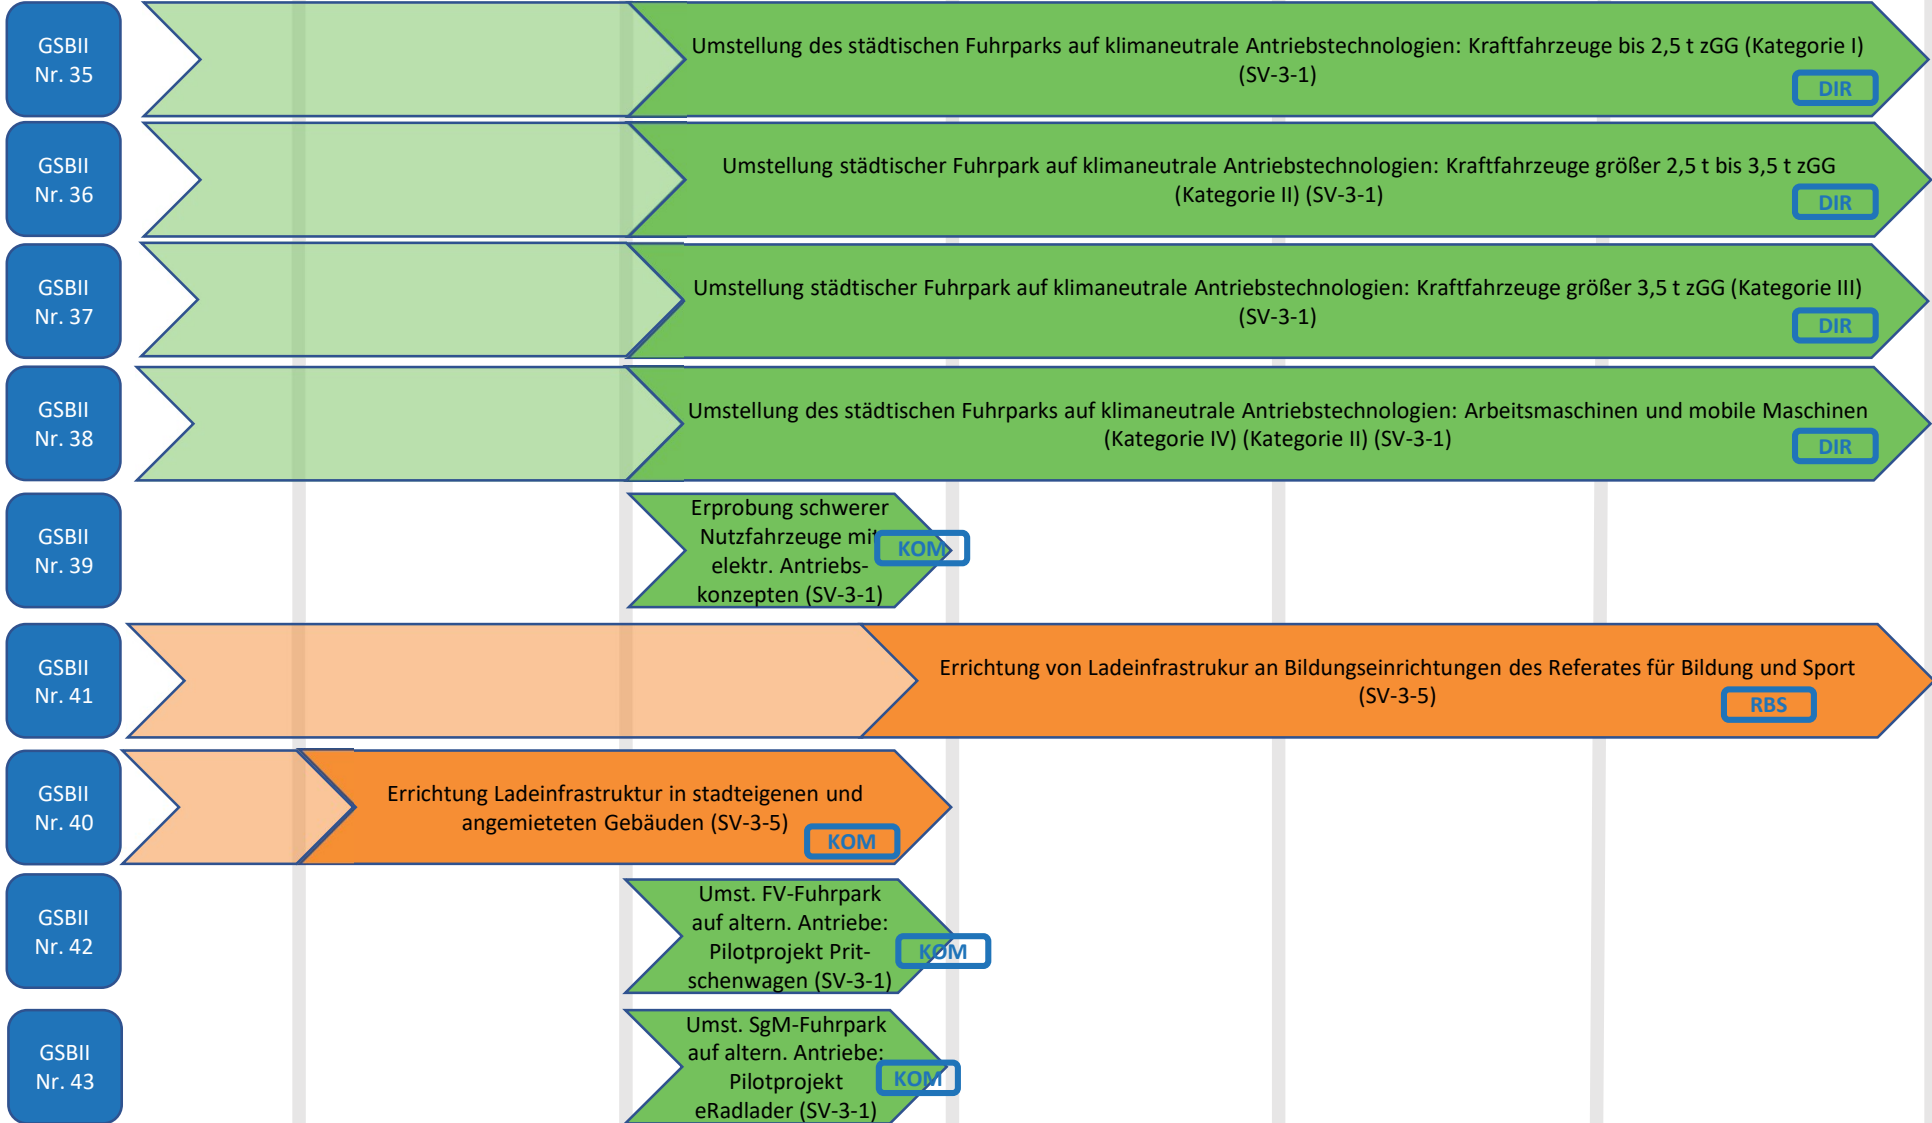 GSBII
Nr. 35
Umstellung des städtischen Fuhrparks auf klimaneutrale Antriebstechnologien: Kraftfahrzeuge bis 2,5 t zGG (Kategorie I)
(SV-3-1)
DIR
GSBII
Nr. 36
Umstellung städtischer Fuhrpark auf klimaneutrale Antriebstechnologien: Kraftfahrzeuge größer 2,5 t bis 3,5 t zGG
(Kategorie II) (SV-3-1)
DIR
GSBII
Nr. 37
Umstellung städtischer Fuhrpark auf klimaneutrale Antriebstechnologien: Kraftfahrzeuge größer 3,5 t zGG (Kategorie III)
(SV-3-1)
DIR
GSBII
Nr. 38
Umstellung des städtischen Fuhrparks auf klimaneutrale Antriebstechnologien: Arbeitsmaschinen und mobile Maschinen
(Kategorie IV) (Kategorie II) (SV-3-1)
DIR
GSBII
Nr. 39
Erprobung schwerer
Nutzfahrzeuge mit
elektr. Antriebs-
konzepten (SV-3-1)
KOM
GSBII
Nr. 41
Errichtung von Ladeinfrastrukur an Bildungseinrichtungen des Referates für Bildung und Sport
(SV-3-5)
RBS
GSBII
Nr. 40
Errichtung Ladeinfrastruktur in stadteigenen und
angemieteten Gebäuden (SV-3-5)
KOM
GSBII
Nr. 42
Umst. FV-Fuhrpark
auf altern. Antriebe:
Pilotprojekt Prit-
schenwagen (SV-3-1)
KOM
GSBII
Nr. 43
Umst. SgM-Fuhrpark
auf altern. Antriebe:
Pilotprojekt
eRadlader (SV-3-1)
KOM